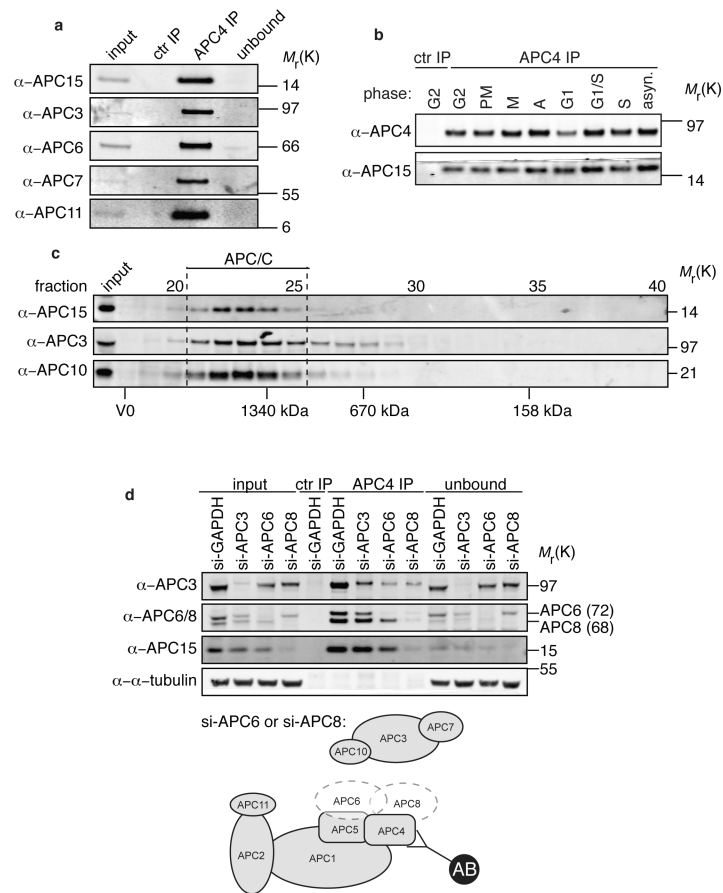 a
input
ctr IP
APC4 IP
unbound
Mr(K)
α-APC15
14
α-APC3
97
α-APC6
66
α-APC7
55
α-APC11
6
b
ctr IP APC4 IP
phase: G2 G2 PM M A G1 G1/S S asyn.
Mr(K)
α-APC4
97
α-APC15
14
c
APC/C
fraction input 20 25 30 35 40 Mr(K)
α-APC15
14
α-APC3
97
α-APC10
21
V0 1340 kDa 670 kDa 158 kDa
d
input ctr IP APC4 IP unbound
si-GAPDH si-APC3 si-APC6 si-APC8 si-GAPDH si-GAPDH si-APC3 si-APC6 si-APC8 si-GAPDH si-APC3 si-APC6 si-APC8
Mr(K)
α-APC3
97
α-APC6/8
APC6 (72)
APC8 (68)
α-APC15
15
55
α-α-tubulin
si-APC6 or si-APC8:
APC7
APC3
APC10
APC6
APC8
APC11
APC5
APC4
APC2
APC1
AB